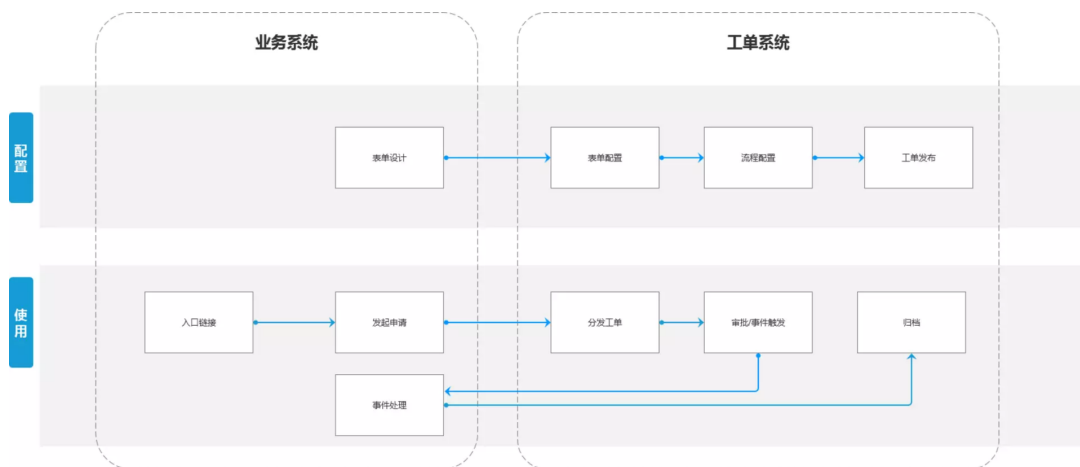 业务系统
工单系统
配置
表单设计
表单配置
流程配置
工单发布
使用
入口链接
发起申请
分发工单
审批/事件触发
归档
事件处理